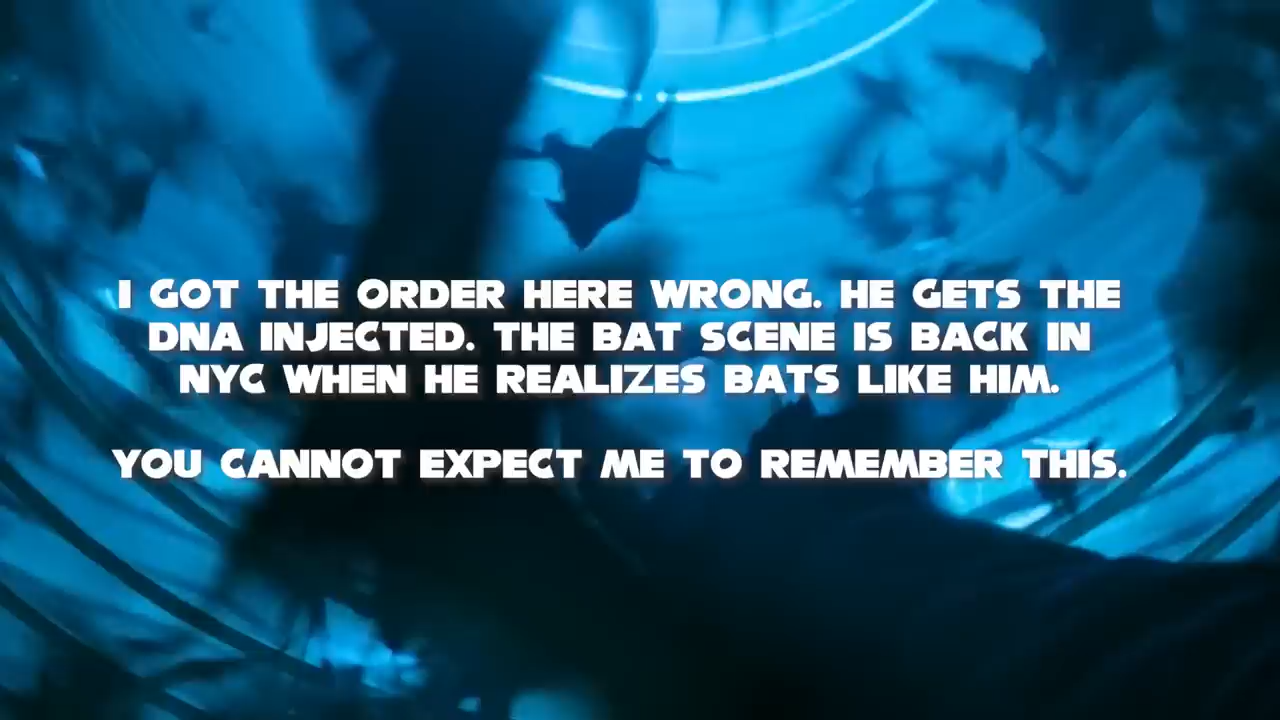 I GOT THE ORDER HERE WRONG. HE GETS THE
DNA INJECTED. THE BAT SCENE IS BACK IN
NYC WHEN HE REALIZES BATS LIKE HIM.
YOU CANNOT EXPECT ME TO REMEMBER THIS.